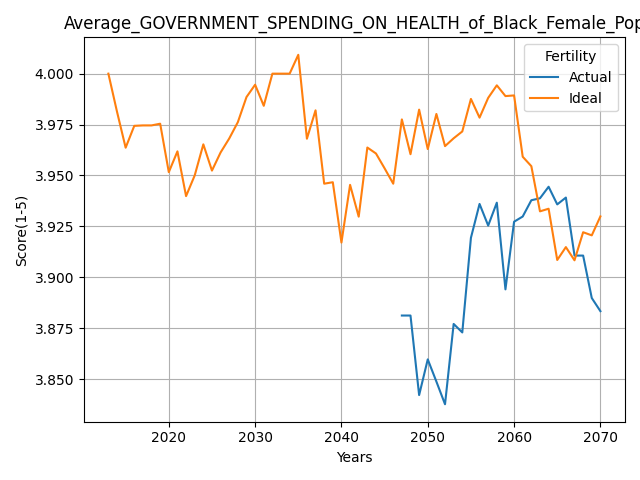 Average_GOVERNMENT_SPENDING_ON_HEALTH_of_Black_Female_Pop
Fertility
Actual
Ideal
4.000
3.975
3.950
3.925
3.900
3.875
3.850
Score(1-5)
2020 2030 2040 2050 2060 2070
Years